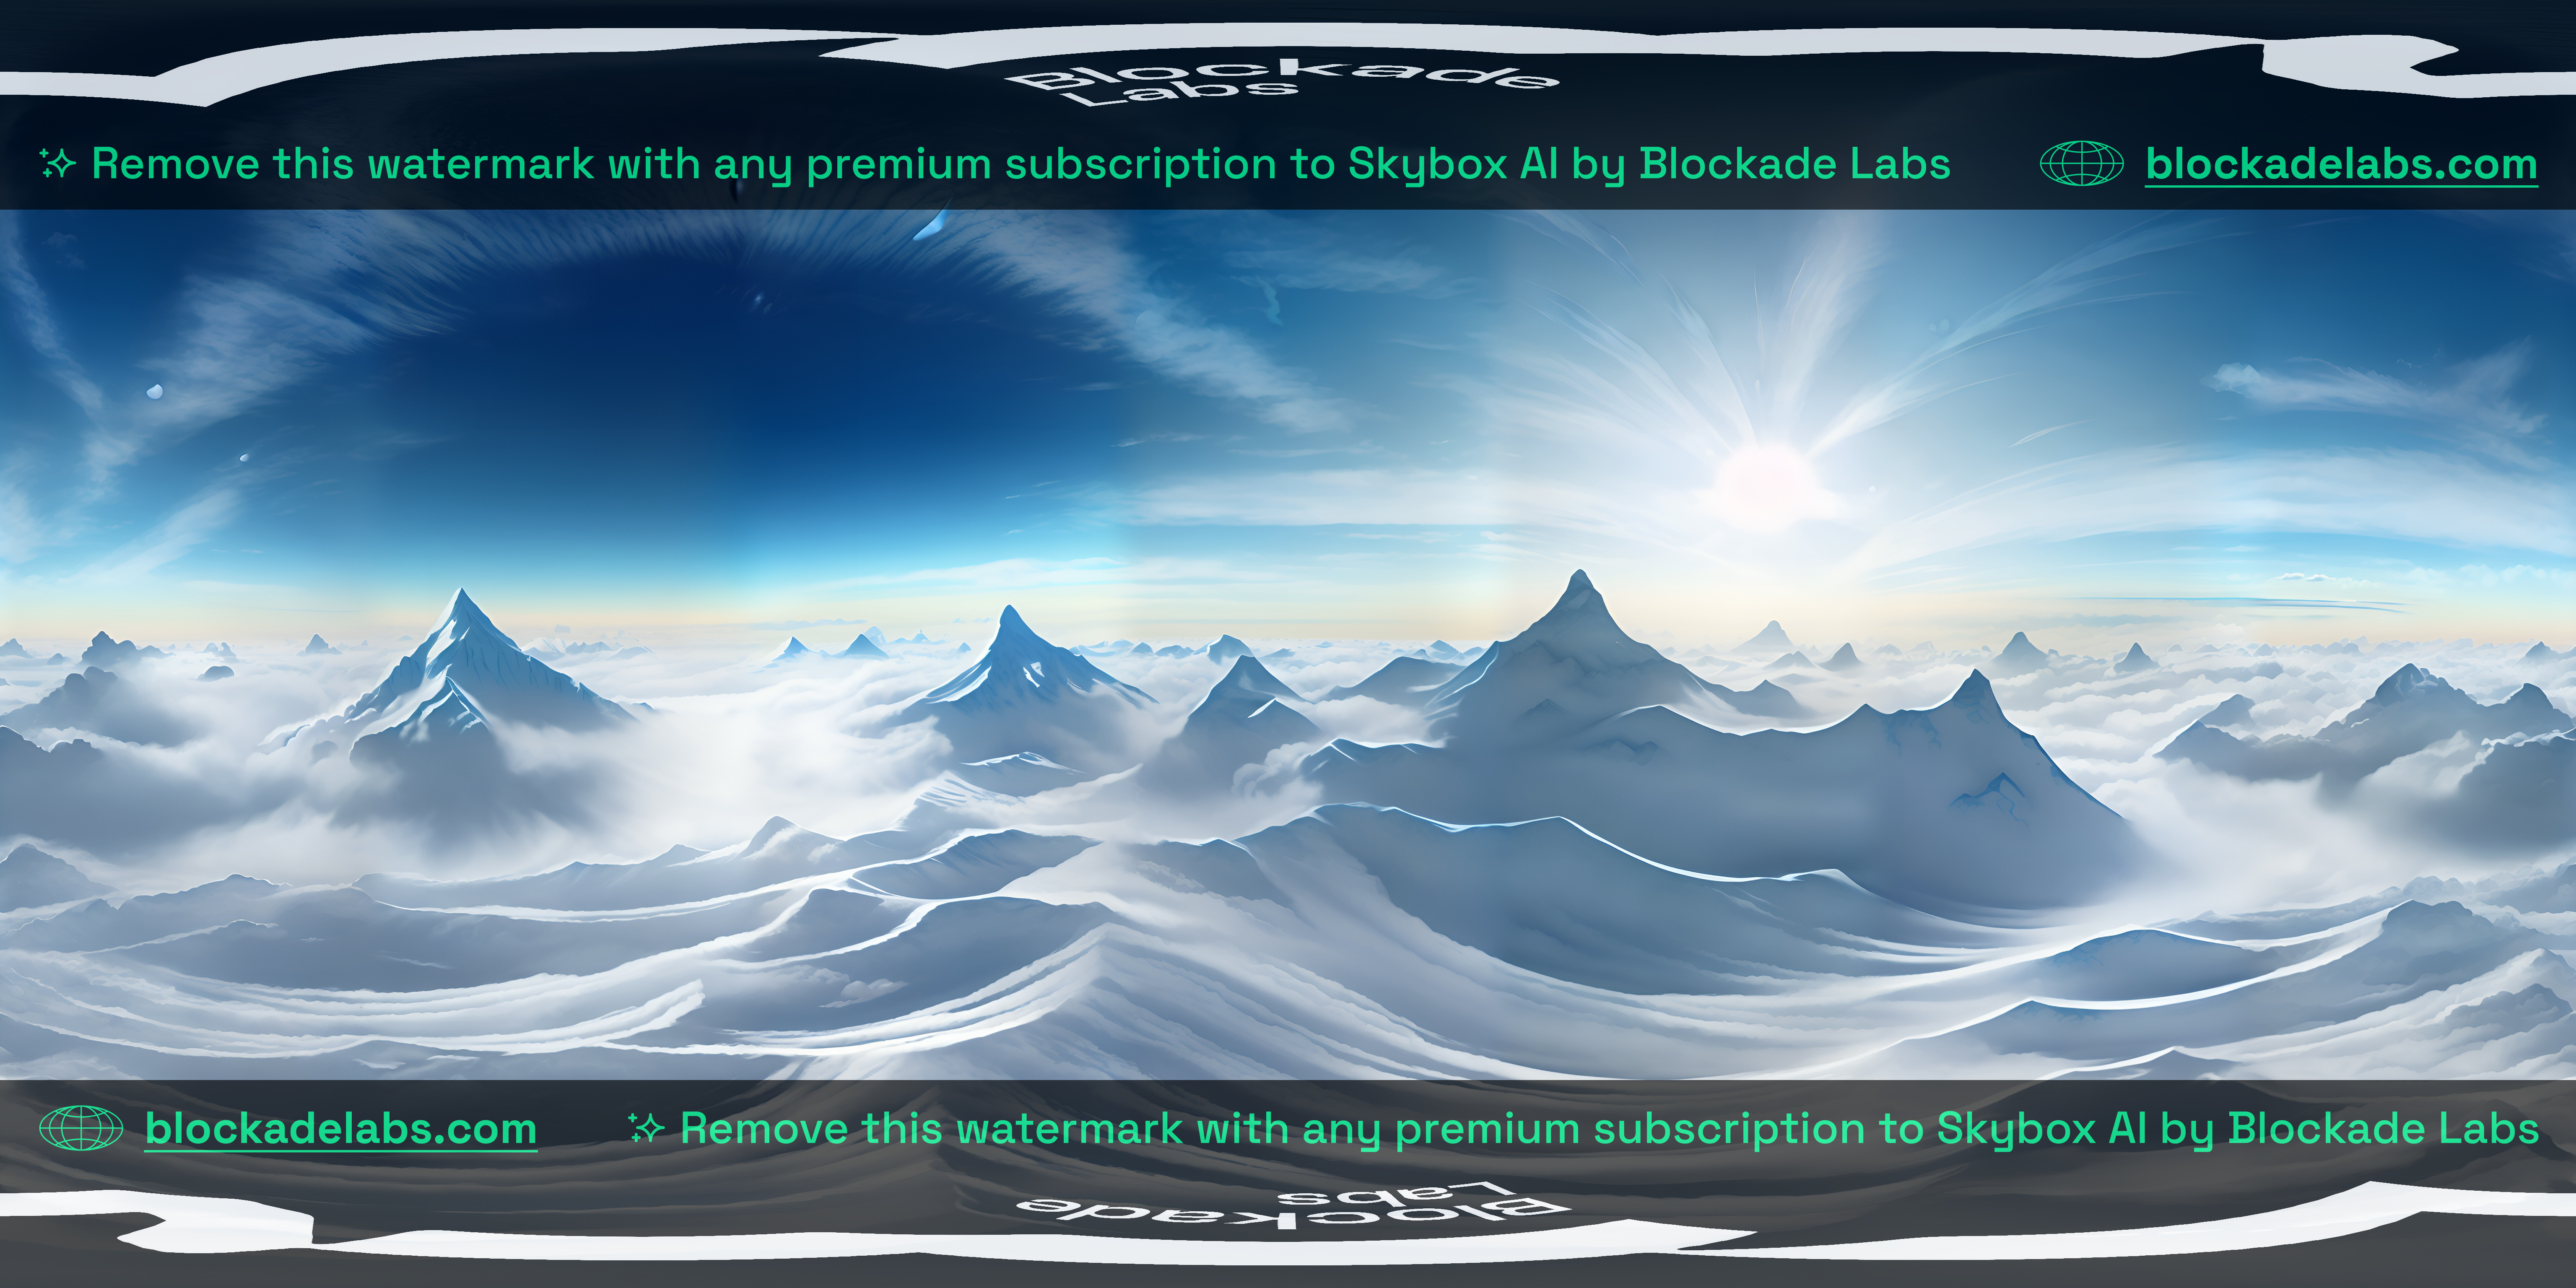 Blockade
Labs
Remove this watermark with any premium subscription to Skybox AI by Blockade Labs
blockadelabs.com
blockadelabs.com
Remove this watermark with any premium subscription to Skybox AI by Blockade Labs
Labs
Blockade